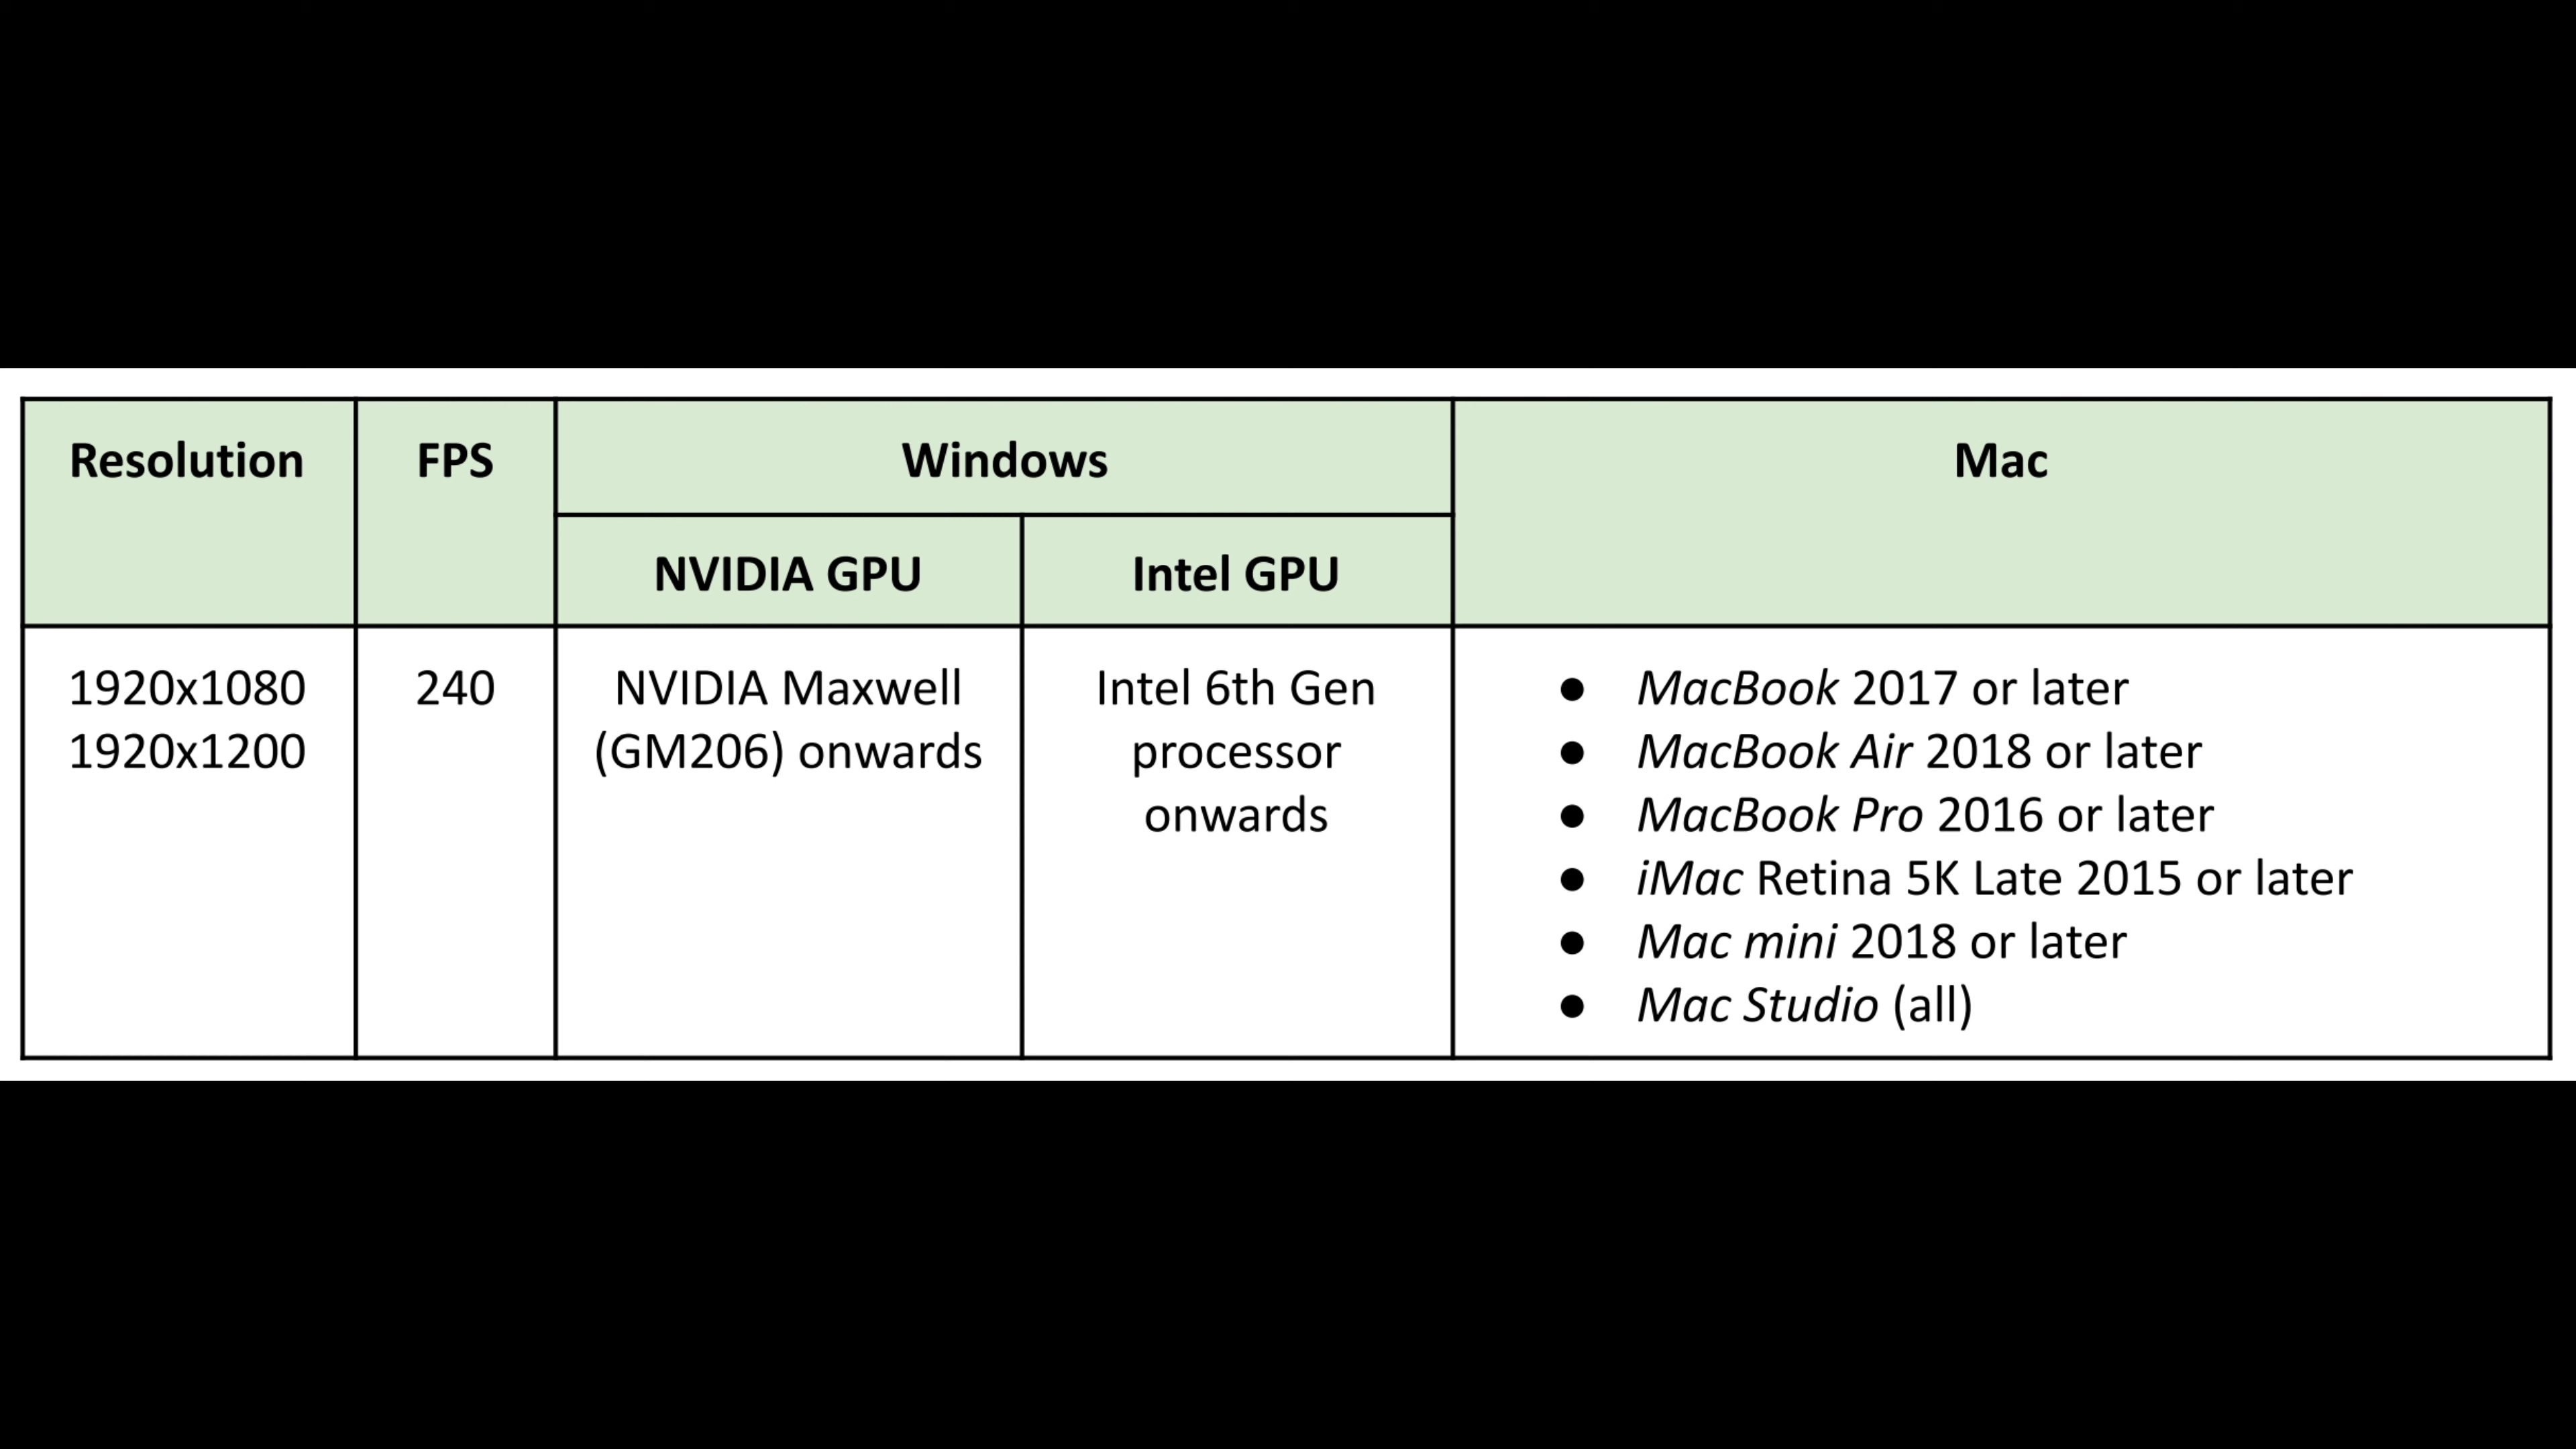 Resolution
FPS
Windows
Mac
NVIDIA GPU
Intel GPU
1920x1080
1920x1200
240
NVIDIA Maxwell
(GM206) onwards
Intel 6th Gen
processor
onwards
● MacBook 2017 or later
● MacBook Air 2018 or later
● MacBook Pro 2016 or later
● iMac Retina 5K Late 2015 or later
● Mac mini 2018 or later
● Mac Studio (all)